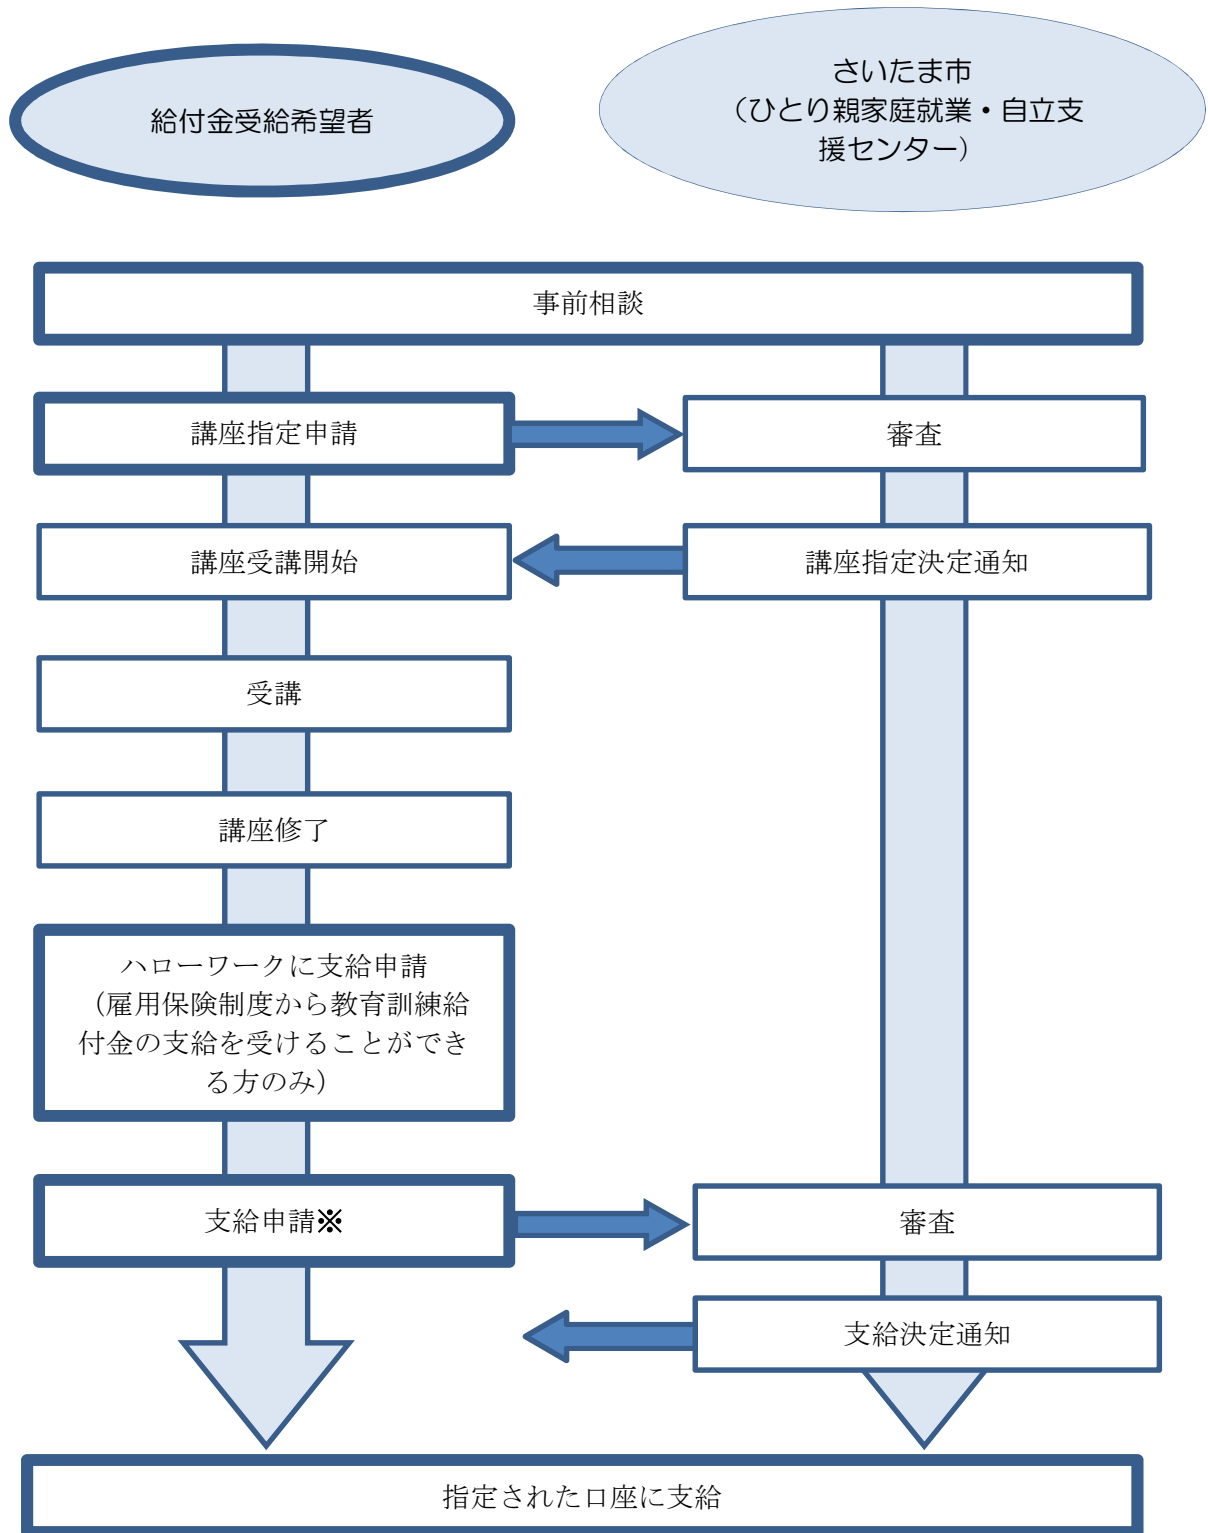 給付金受給希望者
さいたま市
（ひとり親家庭就業・自立支
援センター）
事前相談
講座指定申請
審査
講座受講開始
講座指定決定通知
受講
講座修了
ハローワークに支給申請
（雇用保険制度から教育訓練給
付金の支給を受けることができ
る方のみ）
支給申請※
審査
支給決定通知
指定された口座に支給